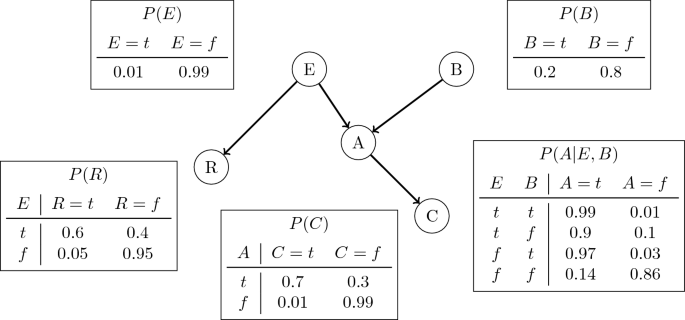 P(E)
E = t E = f
0.01 0.99
P(B)
B = t B = f
0.2 0.8
E
B
A
R
C
P(R)
E R = t R = f
t 0.6 0.4
f 0.05 0.95
P(C)
A C = t C = f
t 0.7 0.3
f 0.01 0.99
P(A|E, B)
E B A = t A = f
t t 0.99 0.01
t f 0.9 0.1
f t 0.97 0.03
f f 0.14 0.86